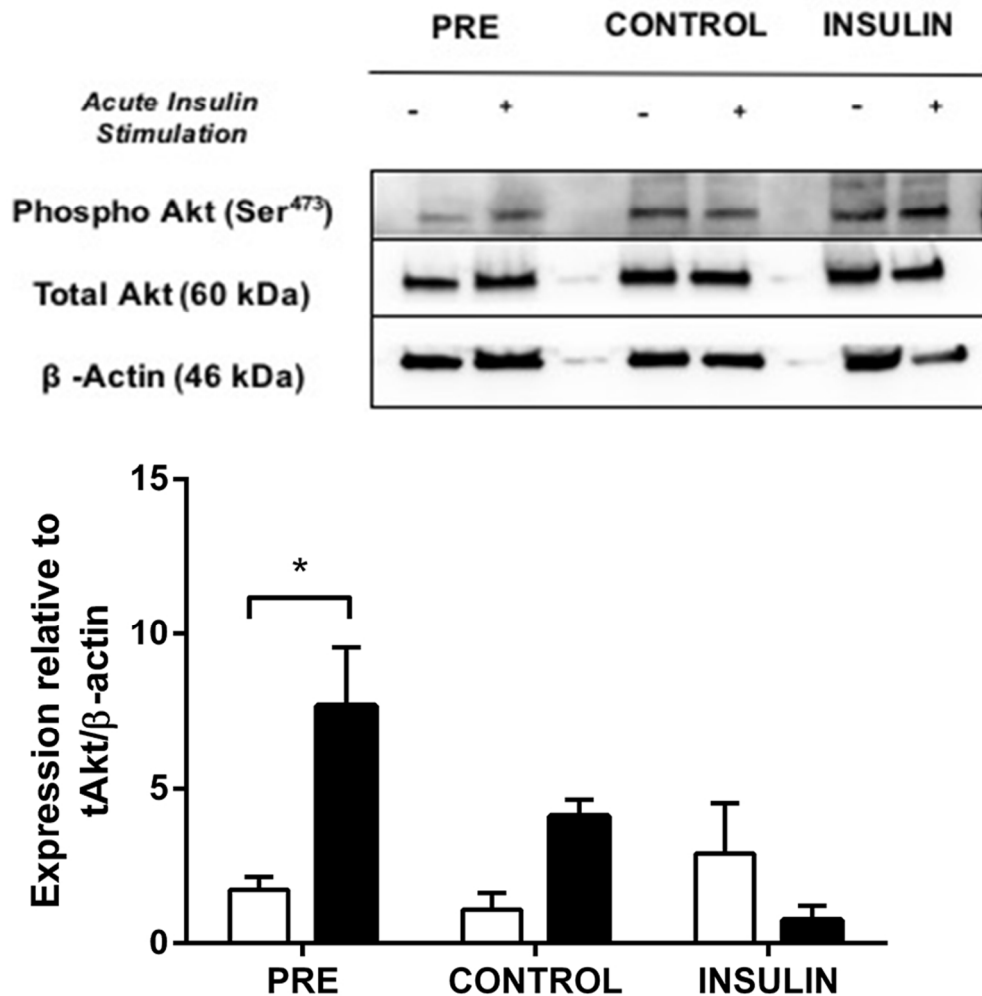 PRE CONTROL INSULIN
Acute Insulin
Stimulation
- + - + - +
Phospho Akt (Ser⁴⁷³)
Total Akt (60 kDa)
β -Actin (46 kDa)
Expression relative to
tAkt/β-actin
15
*
10
5
0
PRE CONTROL INSULIN